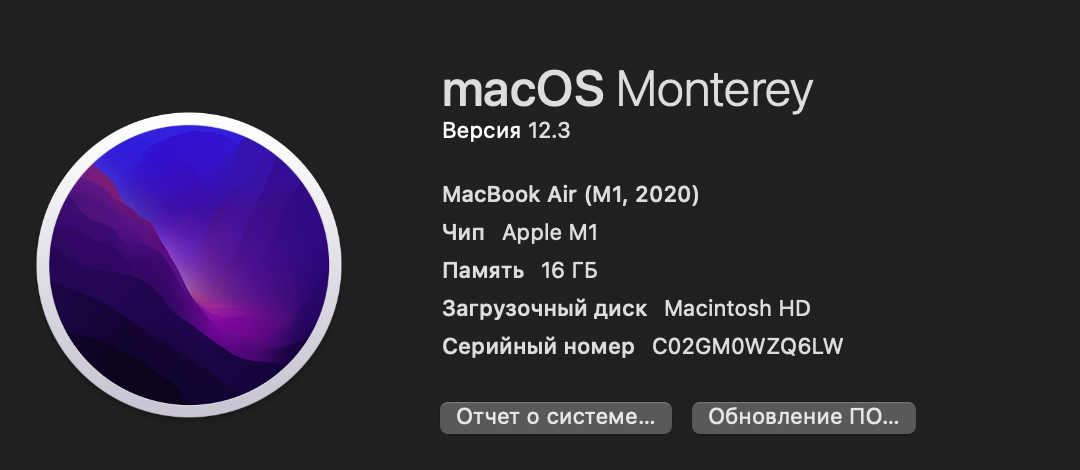 macOS Monterey
Версия 12.3
MacBook Air (M1, 2020)
Чип Apple M1
Память 16 ГБ
Загрузочный диск Macintosh HD
Серийный номер C02GM0WZQ6LW
Отчет о системе... Обновление ПО...